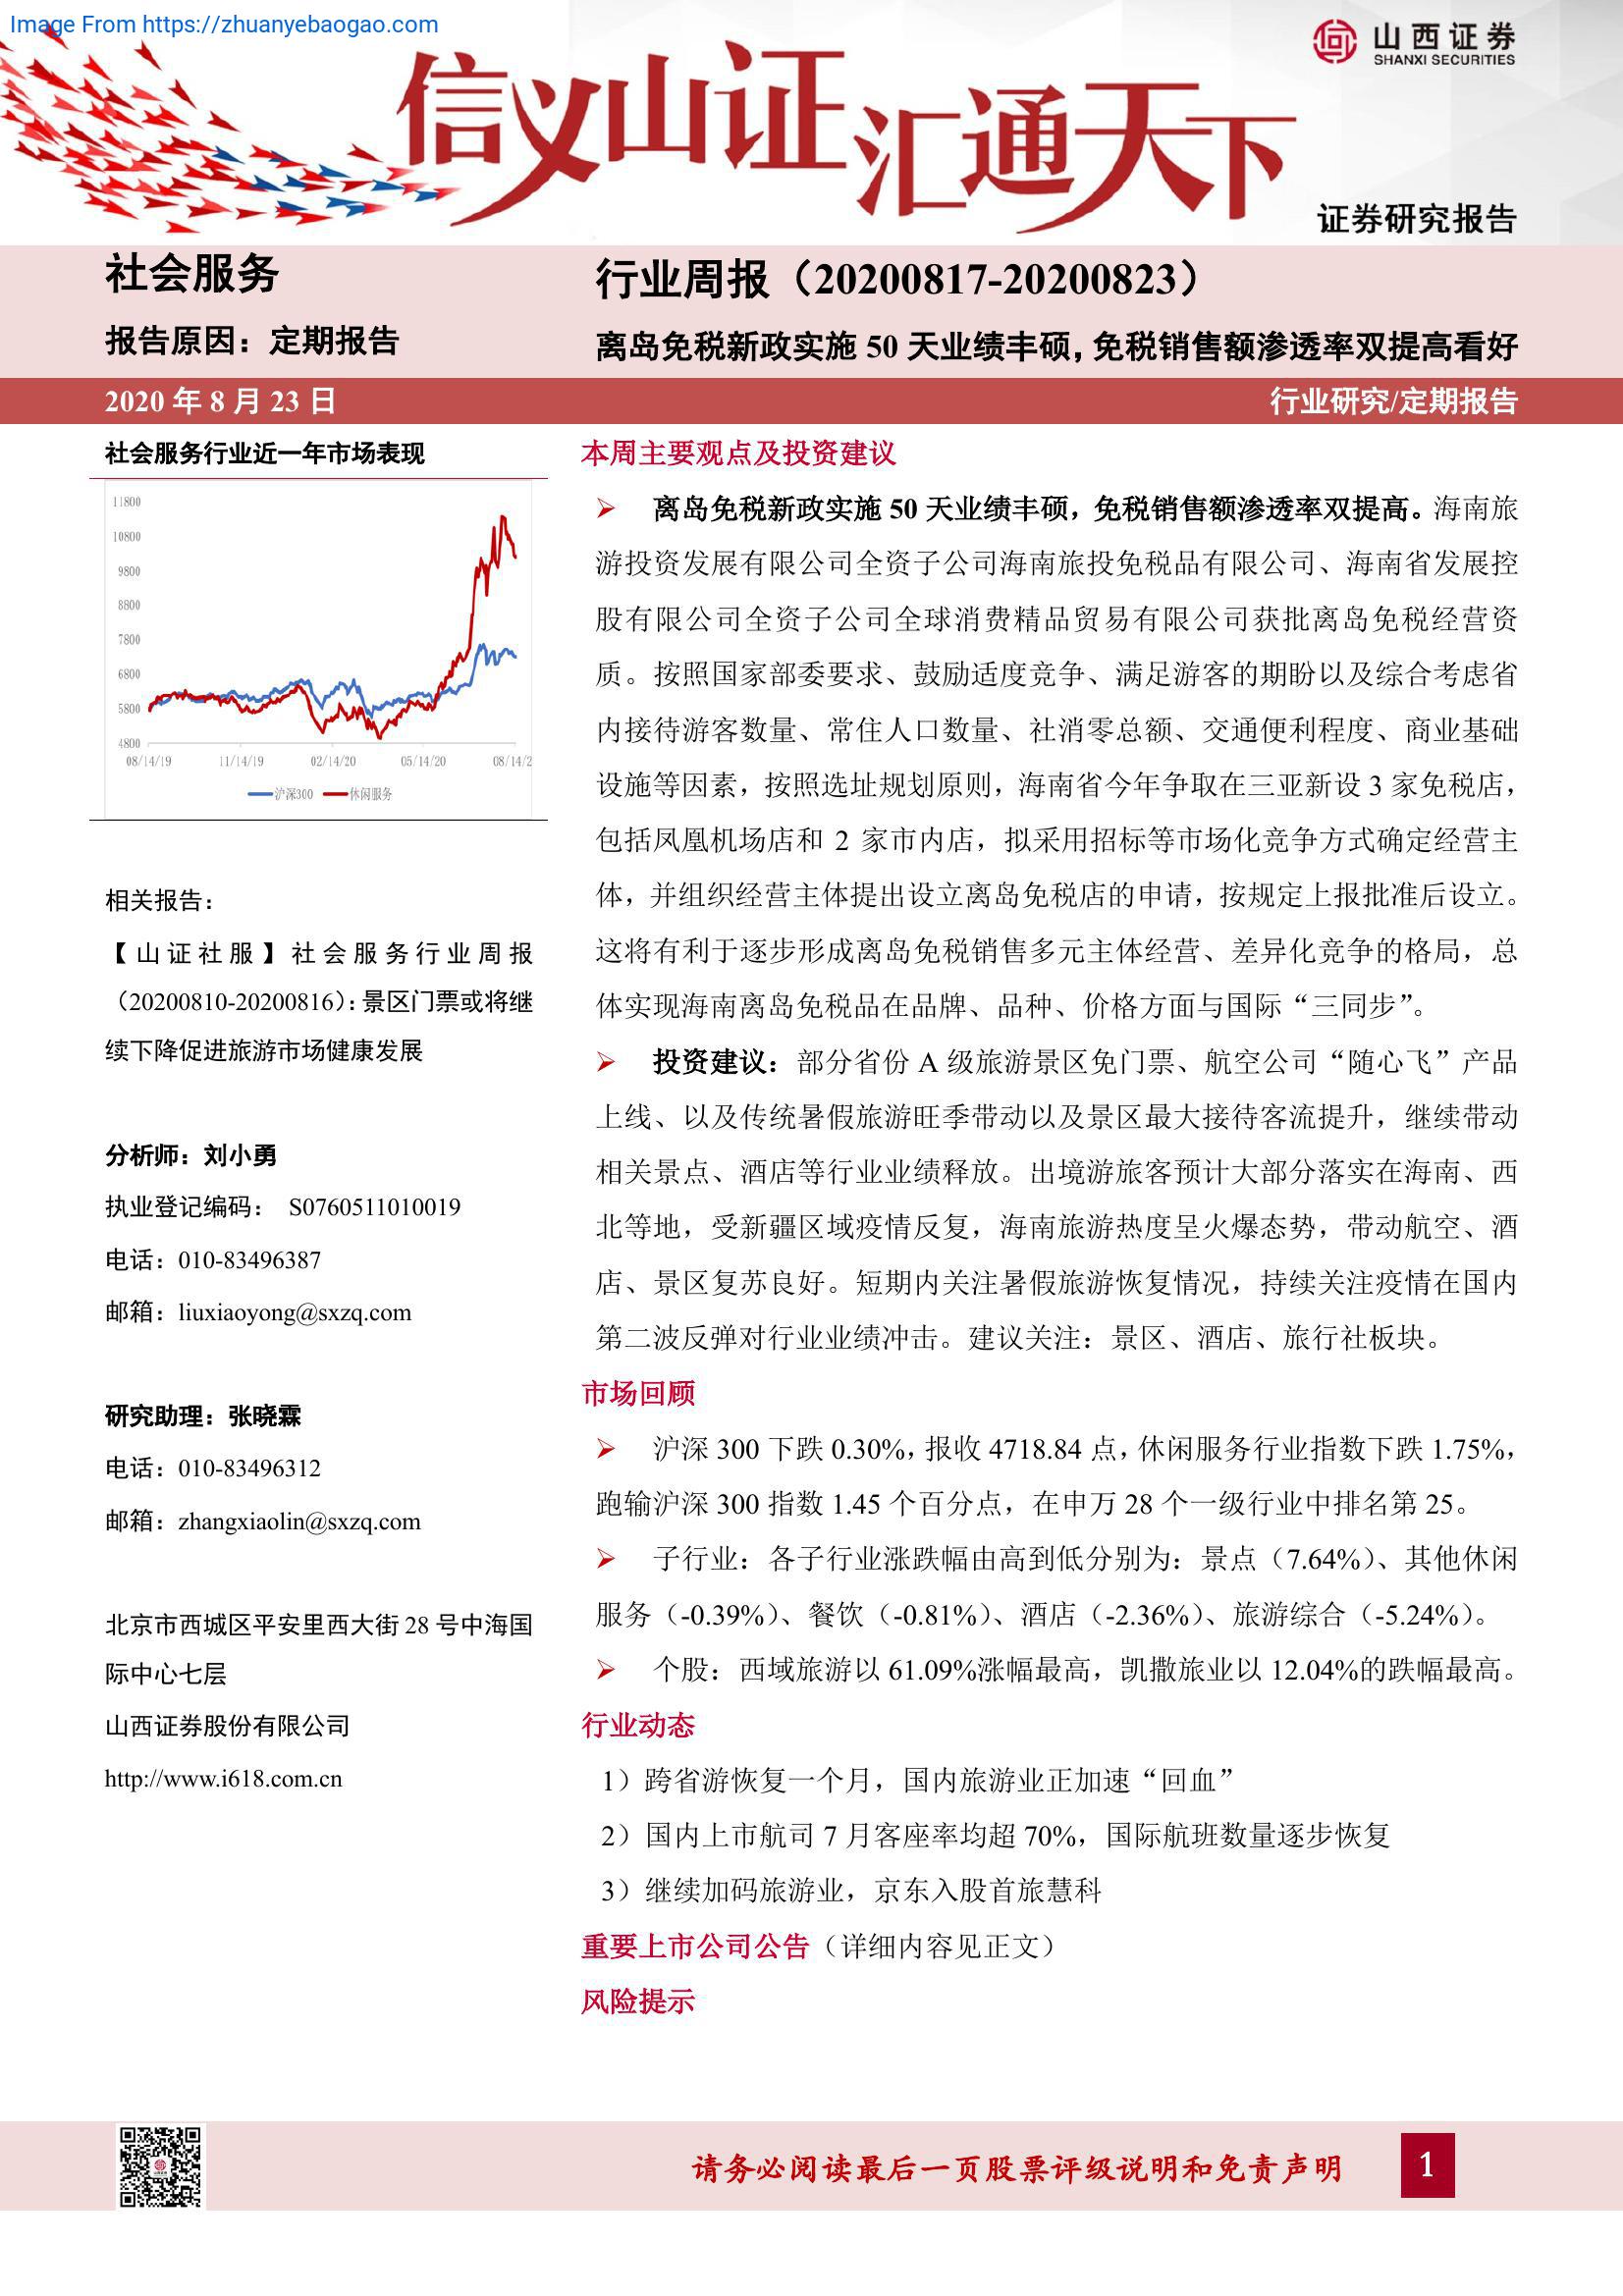 Image From https://zhuanyebaogao.com
山西证券
SHANXI SECURITIES
信义山证汇通天下
证券研究报告
社会服务
报告原因：定期报告
行业周报（20200817-20200823）
离岛免税新政实施 50 天业绩丰硕，免税销售额渗透率双提高看好
2020 年 8 月 23 日
行业研究/定期报告
社会服务行业近一年市场表现
11800
10800
9800
8800
7800
6800
5800
4800
08/14/19 11/14/19 02/14/20 05/14/20 08/14/2
沪深300 休闲服务
相关报告：
【山证社服】社会服务行业周报
（20200810-20200816）：景区门票或将继
续下降促进旅游市场健康发展
分析师：刘小勇
执业登记编码： S0760511010019
电话：010-83496387
邮箱：liuxiaoyong@sxzq.com
研究助理：张晓霖
电话：010-83496312
邮箱：zhangxiaolin@sxzq.com
北京市西城区平安里西大街 28 号中海国
际中心七层
山西证券股份有限公司
http://www.i618.com.cn
本周主要观点及投资建议
➢ 离岛免税新政实施 50 天业绩丰硕，免税销售额渗透率双提高。海南旅
游投资发展有限公司全资子公司海南旅投免税品有限公司、海南省发展控
股有限公司全资子公司全球消费精品贸易有限公司获批离岛免税经营资
质。按照国家部委要求、鼓励适度竞争、满足游客的期盼以及综合考虑省
内接待游客数量、常住人口数量、社消零总额、交通便利程度、商业基础
设施等因素，按照选址规划原则，海南省今年争取在三亚新设 3 家免税店，
包括凤凰机场店和 2 家市内店，拟采用招标等市场化竞争方式确定经营主
体，并组织经营主体提出设立离岛免税店的申请，按规定上报批准后设立。
这将有利于逐步形成离岛免税销售多元主体经营、差异化竞争的格局，总
体实现海南离岛免税品在品牌、品种、价格方面与国际“三同步”。
➢ 投资建议：部分省份 A 级旅游景区免门票、航空公司“随心飞”产品
上线、以及传统暑假旅游旺季带动以及景区最大接待客流提升，继续带动
相关景点、酒店等行业业绩释放。出境游旅客预计大部分落实在海南、西
北等地，受新疆区域疫情反复，海南旅游热度呈火爆态势，带动航空、酒
店、景区复苏良好。短期内关注暑假旅游恢复情况，持续关注疫情在国内
第二波反弹对行业业绩冲击。建议关注：景区、酒店、旅行社板块。
市场回顾
➢ 沪深 300 下跌 0.30%，报收 4718.84 点，休闲服务行业指数下跌 1.75%，
跑输沪深 300 指数 1.45 个百分点，在申万 28 个一级行业中排名第 25。
➢ 子行业：各子行业涨跌幅由高到低分别为：景点（7.64%）、其他休闲
服务（-0.39%）、餐饮（-0.81%）、酒店（-2.36%）、旅游综合（-5.24%）。
➢ 个股：西域旅游以 61.09%涨幅最高，凯撒旅业以 12.04%的跌幅最高。
行业动态
1）跨省游恢复一个月，国内旅游业正加速“回血”
2）国内上市航司 7 月客座率均超 70%，国际航班数量逐步恢复
3）继续加码旅游业，京东入股首旅慧科
重要上市公司公告（详细内容见正文）
风险提示
请务必阅读最后一页股票评级说明和免责声明
1